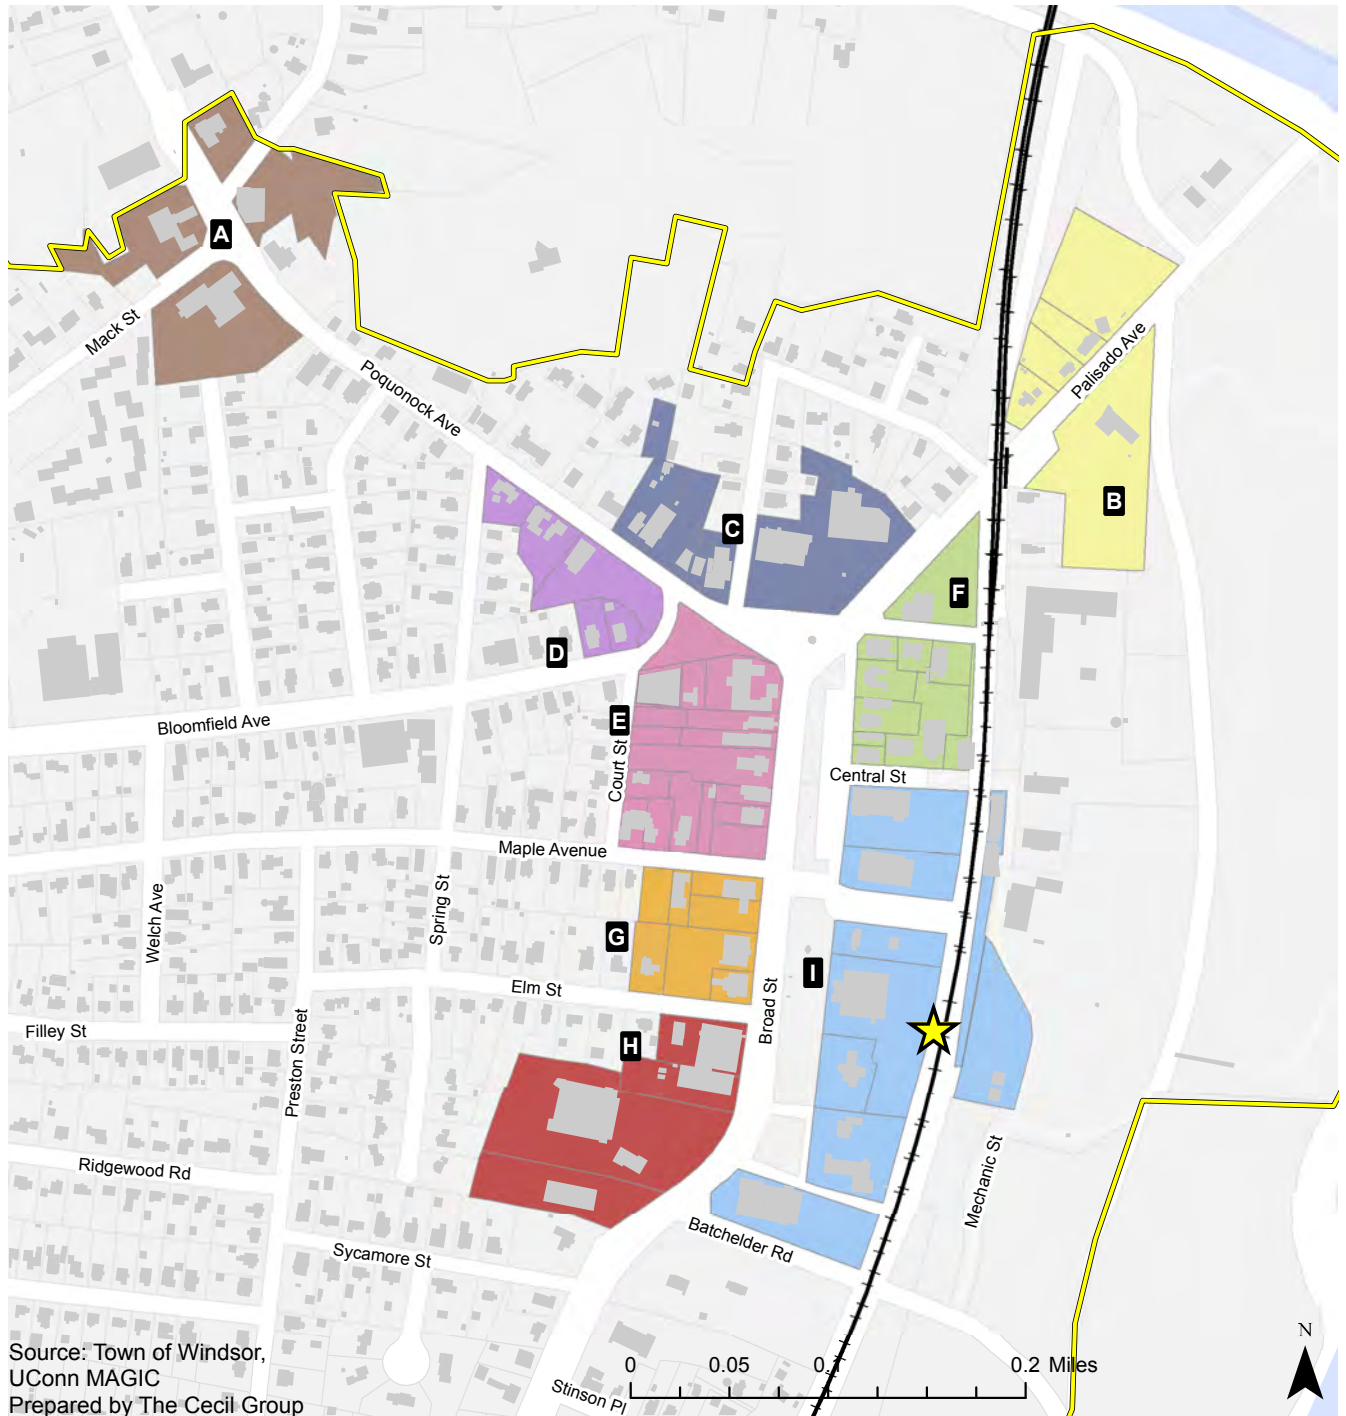 A
Mack St
Poquonock Ave
Palisado Ave
B
C
F
D
E
Court St
Bloomfield Ave
Central St
Maple Avenue
Welch Ave
Spring St
G
I
Elm St
Broad St
Filley St
Preston Street
H
Ridgewood Rd
Mechanic St
Batchelder Rd
Sycamore St
N
Source: Town of Windsor,
UConn MAGIC
Prepared by The Cecil Group
0 0.05 0.2 Miles
Stinson Pl